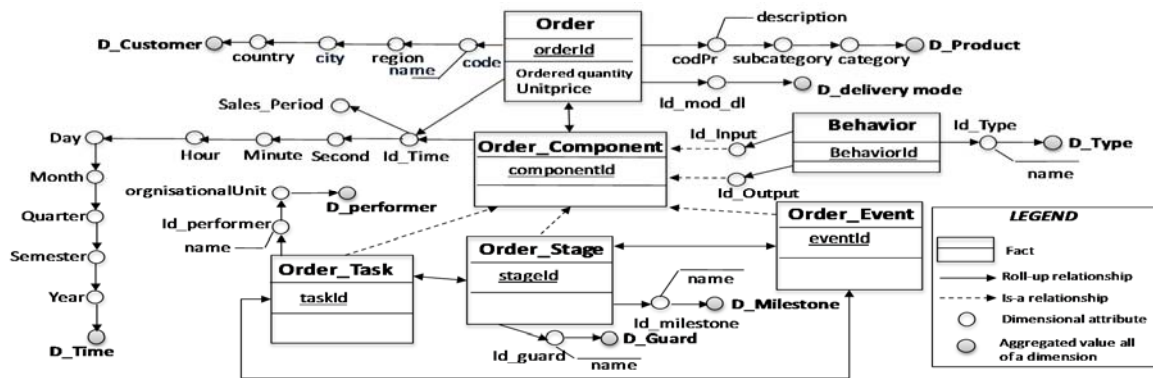 Order
orderId
Ordered quantity
Unitprice
D_Customer
country
city
region
name
code
description
codPr
subcategory
category
D_Product
Id_mod_dl
D_delivery mode
Sales_Period
Day
Hour
Minute
Second
Id_Time
Month
Quarter
Semester
Year
D_Time
Order_Component
componentId
Id_Input
Id_Output
Behavior
BehaviorId
Id_Type
D_Type
name
orgnisationalUnit
D_performer
Id_performer
name
Order_Task
taskId
Order_Stage
stageId
Order_Event
eventId
name
D_Milestone
Id_milestone
D_Guard
Id_guard
name
LEGEND
Fact
Roll-up relationship
Is-a relationship
Dimensional attribute
Aggregated value all
of a dimension